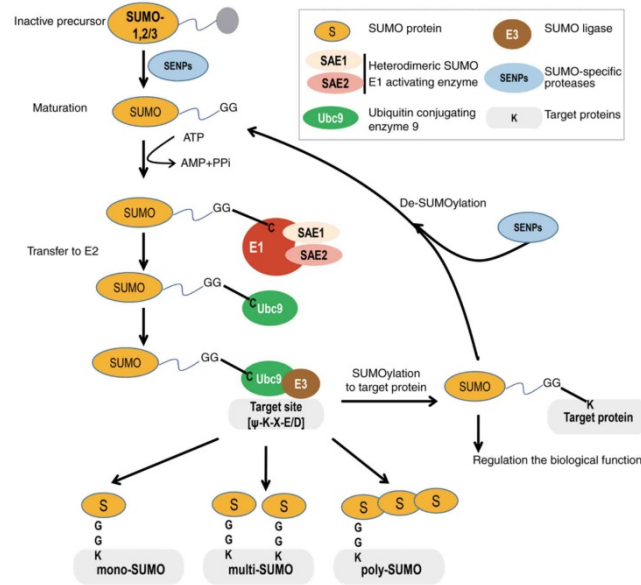 Inactive precursor
SUMO-
1,2/3
SENPs
Maturation
SUMO
GG
ATP
AMP+PPi
SUMO
GG
C
E1
SAE1
SAE2
Transfer to E2
SUMO
GG
C
Ubc9
SUMO
GG
C
Ubc9
E3
Target site
[ψ-K-X-E/D]
SUMOylation
to target protein
SUMO
GG
K
Target protein
Regulation the biological function
De-SUMOylation
SENPs
S
G
G
K
mono-SUMO
S
S
G
G
G
G
K
K
multi-SUMO
S
S
S
G
G
K
poly-SUMO
S
SUMO protein
E3
SUMO ligase
SAE1
SAE2
Heterodimeric SUMO
E1 activating enzyme
SENPs
SUMO-specific
proteases
Ubc9
Ubiquitin conjugating
enzyme 9
K
Target proteins